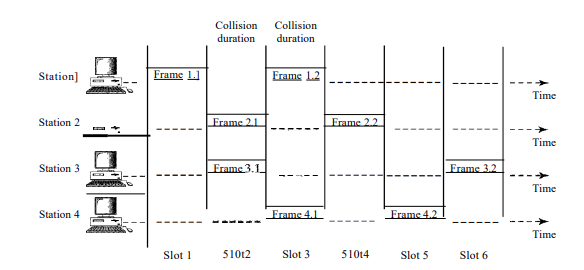 Collision Collision
duration duration
Station] Frame 1.] Frame 1.2
Time
Station 2 Frame 2.1 Frame 2.2
Time
Station 3 Frame 3.1 Frame 3.2
Time
Station 4 Frame 4.1 Frame 4.2
Time
Slot 1 510t2 Slot 3 510t4 Slot 5 Slot 6